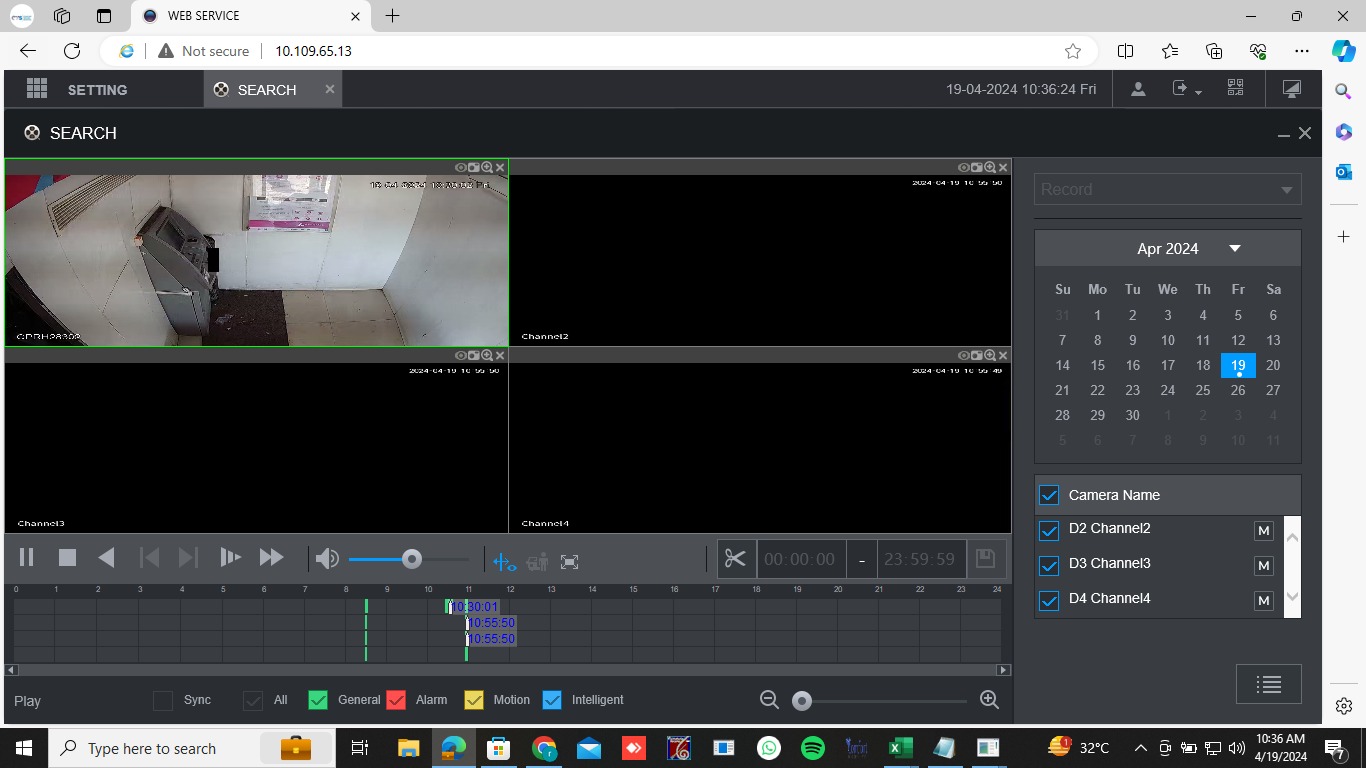 WEB SERVICE
Not secure
10.109.65.13
SETTING
SEARCH
19-04-2024 10:36:24 Fri
SEARCH
2024-04-19 10:55:50
Channel2
2024-04-19 10:55:50
Channel3
2024-04-19 10:55:49
Channel4
Record
Apr 2024
Su Mo Tu We Th Fr Sa
31 1 2 3 4 5 6
7 8 9 10 11 12 13
14 15 16 17 18 19 20
21 22 23 24 25 26 27
28 29 30 1 2 3 4
5 6 7 8 9 10 11
Camera Name
D2 Channel2 M
D3 Channel3 M
D4 Channel4 M
00:00:00 - 23:59:59
0 1 2 3 4 5 6 7 8 9 10 11 12 13 14 15 16 17 18 19 20 21 22 23 24
10:30:01
10:55:50
10:55:50
Play
Sync
All
General
Alarm
Motion
Intelligent
Type here to search
32°C
10:36 AM
4/19/2024
7